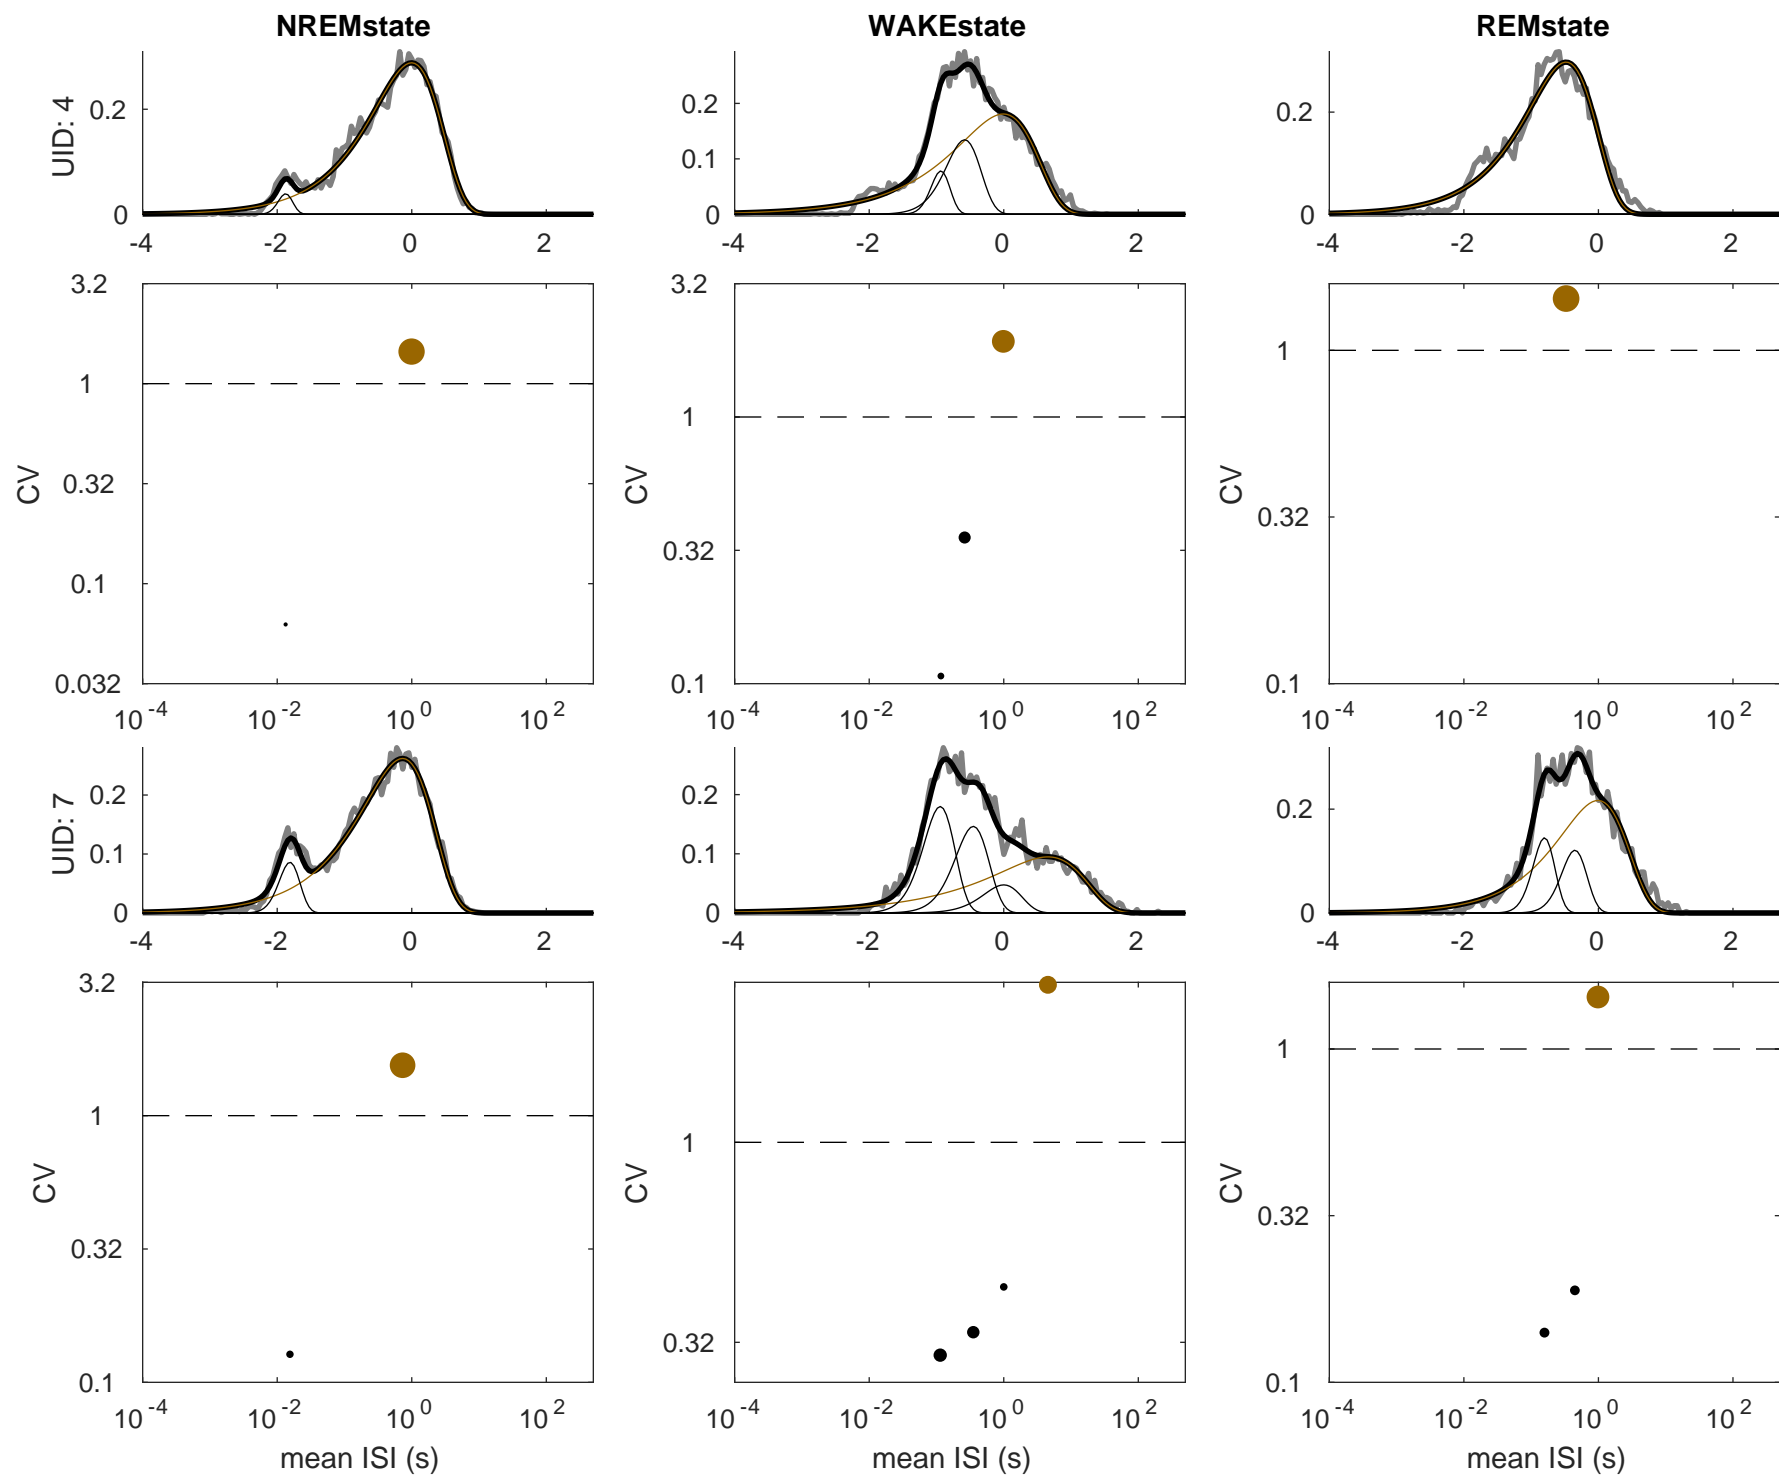 NREMstate WAKEstate REMstate
UID: 4
0.2 0.2 0.2
0.1
0 0 0
-4 -2 0 2 -4 -2 0 2 -4 -2 0 2
3.2 3.2
1 1 1
CV CV CV
0.32 0.32 0.32
0.1
0.032 0.1 0.1
10^-4 10^-2 10^0 10^2 10^-4 10^-2 10^0 10^2 10^-4 10^-2 10^0 10^2
UID: 7
0.2 0.2 0.2
0.1 0.1
0 0 0
-4 -2 0 2 -4 -2 0 2 -4 -2 0 2
3.2
1 1 1
CV CV CV
0.32 0.32 0.32
0.1 0.1
10^-4 10^-2 10^0 10^2 10^-4 10^-2 10^0 10^2 10^-4 10^-2 10^0 10^2
mean ISI (s) mean ISI (s) mean ISI (s)